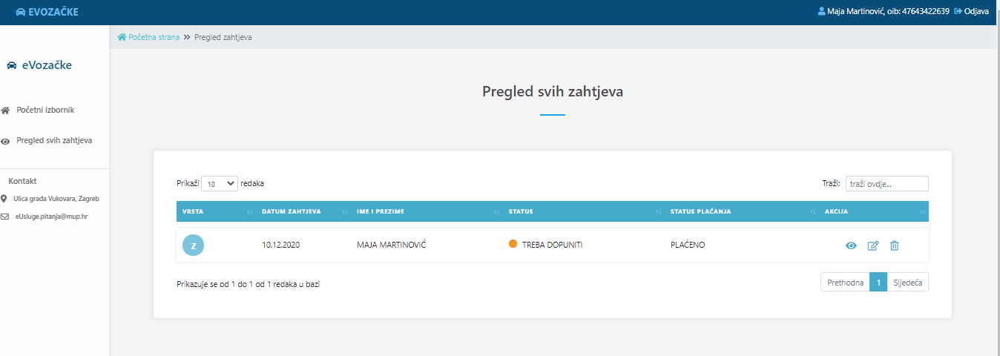 EVOZAČKE
Maja Martinović, oib: 47643422639 Odjava
Početna strana » Pregled zahtjeva
eVozačke
Početni izbornik
Pregled svih zahtjeva
Kontakt
Ulica grada Vukovara, Zagreb
eUsluge.pitanja@mup.hr
Pregled svih zahtjeva
Prikaži 10 redaka
Traži: traži ovdje...
VRSTA DATUM ZAHTJEVA IME I PREZIME STATUS STATUS PLAĆANJA AKCIJA
Z 10.12.2020 MAJA MARTINOVIĆ TREBA DOPUNITI PLAĆENO
Prikazuje se od 1 do 1 od 1 redaka u bazi
Prethodna 1 Sljedeća